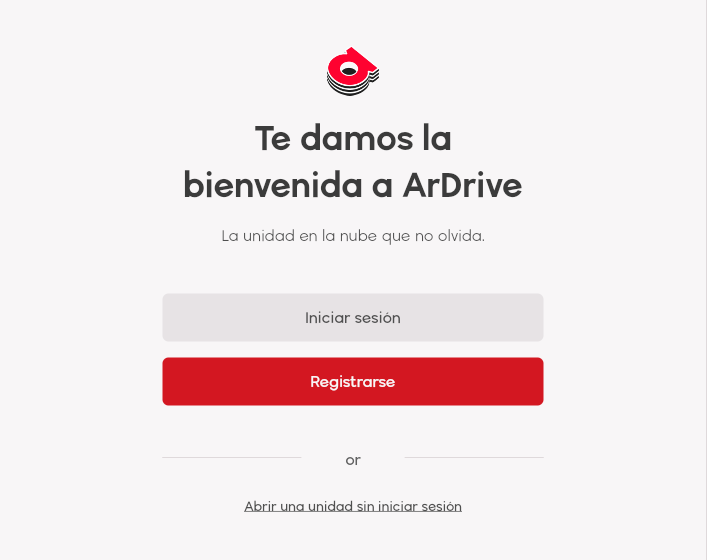 Te damos la
bienvenida a ArDrive
La unidad en la nube que no olvida.
Iniciar sesión
Registrarse
or
Abrir una unidad sin iniciar sesión